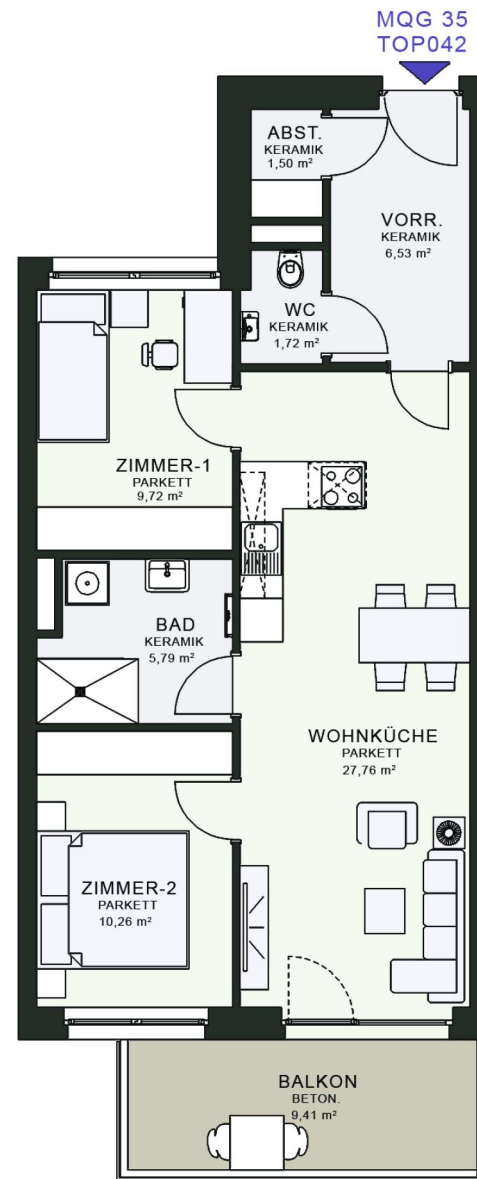 MQG 35
TOP042
ABST.
KERAMIK
1,50 m²
VORR.
KERAMIK
6,53 m²
WC
KERAMIK
1,72 m²
ZIMMER-1
PARKETT
9,72 m²
BAD
KERAMIK
5,79 m²
WOHNKÜCHE
PARKETT
27,76 m²
ZIMMER-2
PARKETT
10,26 m²
BALKON
BETON.
9,41 m²